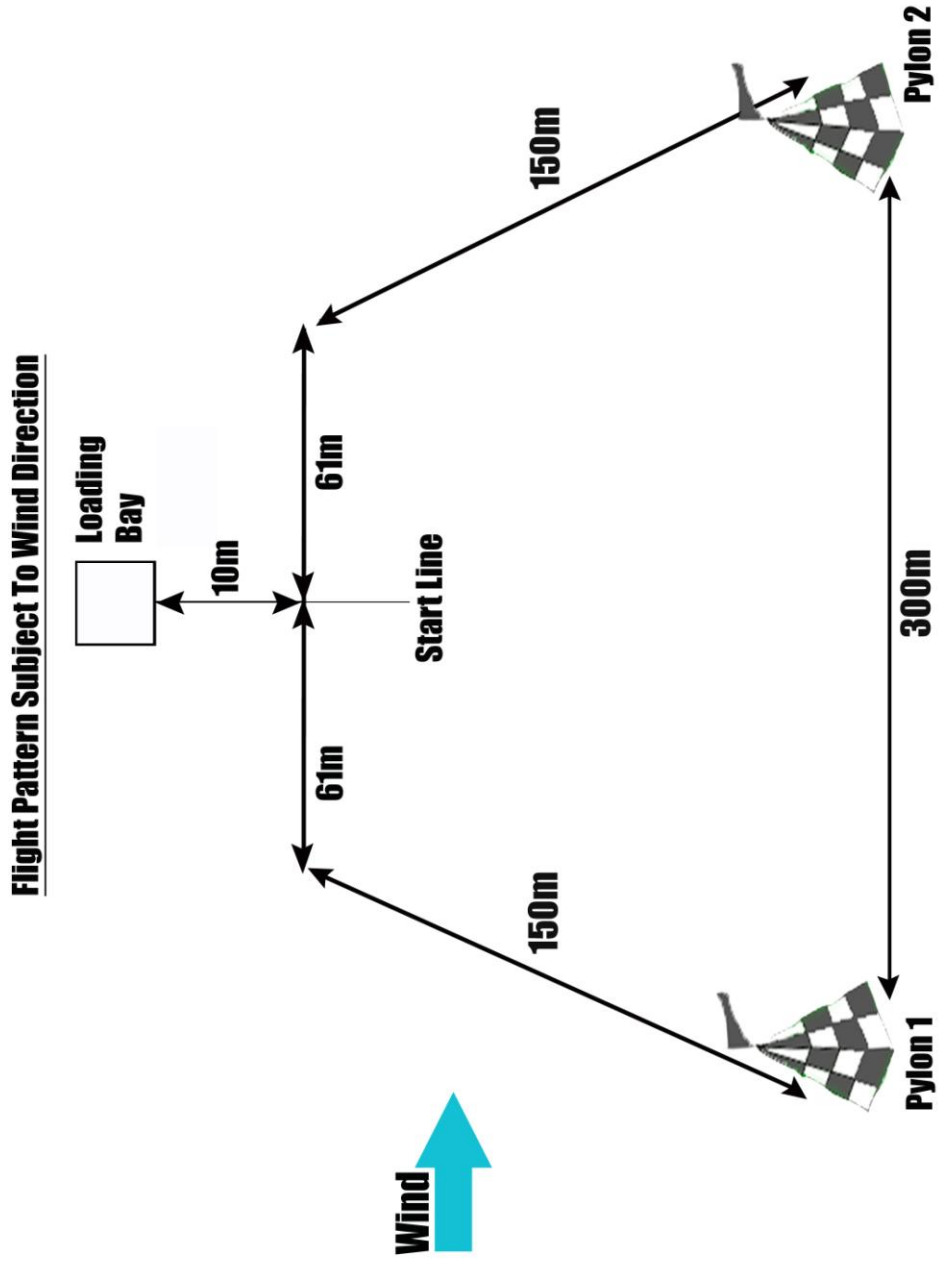 Flight Pattern Subject To Wind Direction
Loading
Bay
10m
61m
61m
Start Line
150m
150m
Wind
300m
Pylon 1
Pylon 2